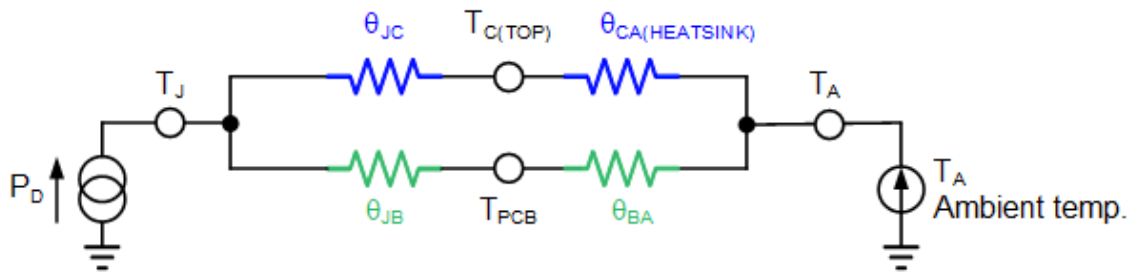 θJC
TC(TOP)
θCA(HEATSINK)
TJ
TA
PD
θJB
TPCB
θBA
TA
Ambient temp.